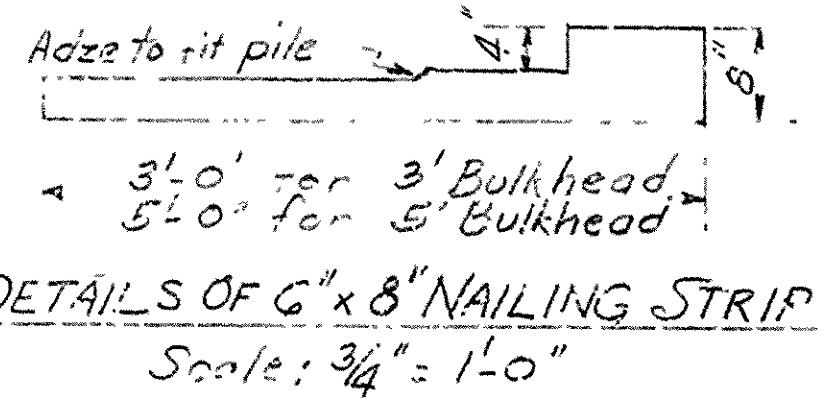 Adze to fit pile
4"
8"
3'-0" for 3' Bulkhead
5'-0" for 5' Bulkhead
DETAILS OF 6" x 8" NAILING STRIP
Scale: 3/4" = 1'-0"